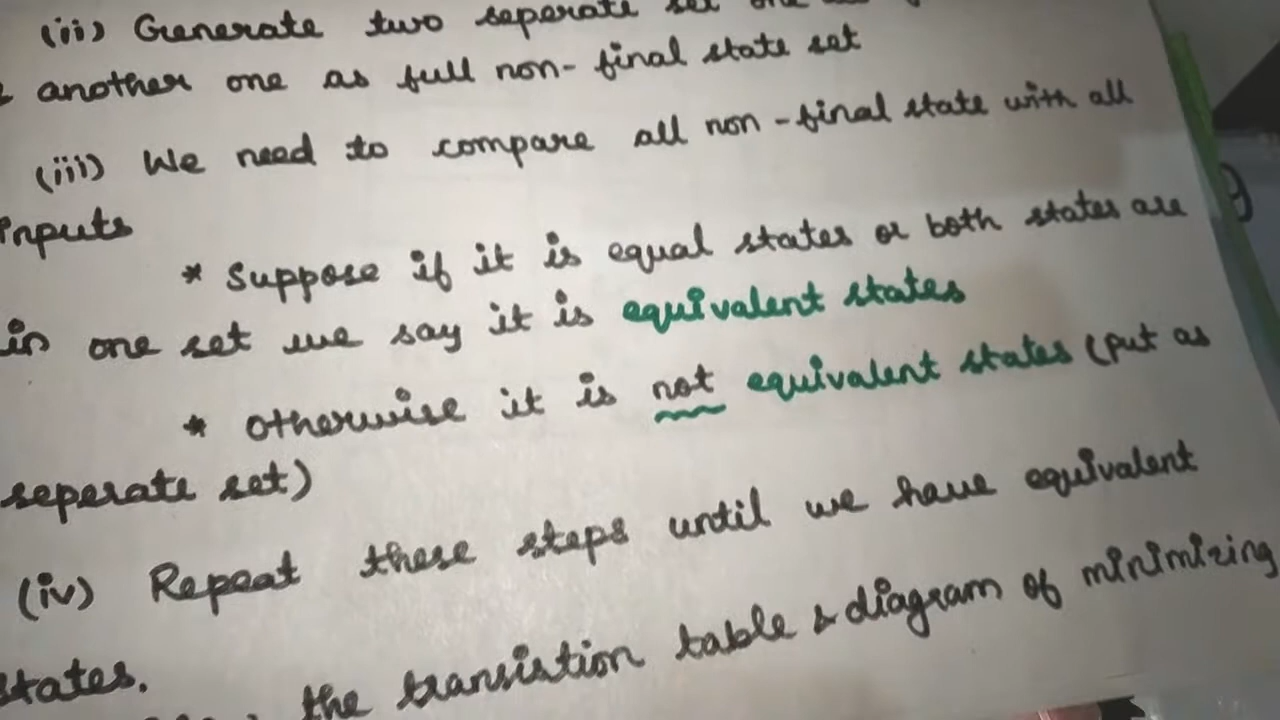 (ii) Generate two seperate set one
another one as full non-final state set
(iii) We need to compare all non-final state with all
inputs
* Suppose if it is equal states or both states are
in one set we say it is equivalent states
* Otherwise it is not equivalent states (put as
seperate set)
(iv) Repeat these steps until we have equivalent
states.
the transistion table & diagram of minimizing